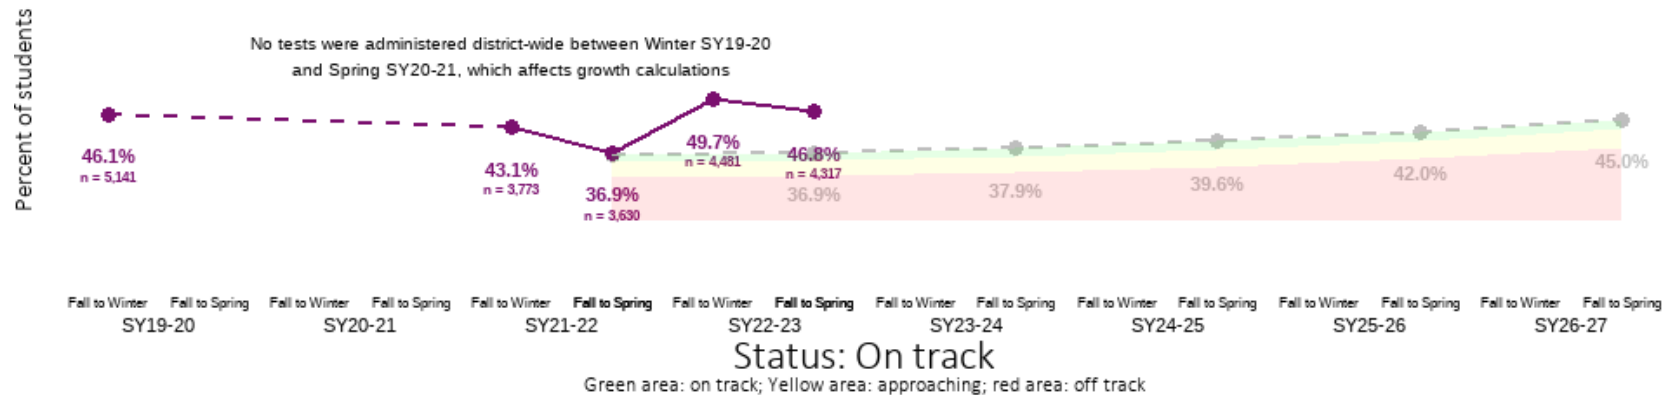 Percent of students
No tests were administered district-wide between Winter SY19-20
and Spring SY20-21, which affects growth calculations
46.1%
n = 5,141
43.1%
n = 3,773
36.9%
n = 3,630
49.7%
n = 4,481
46.8%
n = 4,317
36.9%
37.9%
39.6%
42.0%
45.0%
Fall to Winter Fall to Spring Fall to Winter Fall to Spring Fall to Winter Fall to Spring Fall to Winter Fall to Spring Fall to Winter Fall to Spring Fall to Winter Fall to Spring Fall to Winter Fall to Spring Fall to Winter Fall to Spring
SY19-20 SY20-21 SY21-22 SY22-23 SY23-24 SY24-25 SY25-26 SY26-27
Status: On track
Green area: on track; Yellow area: approaching; red area: off track